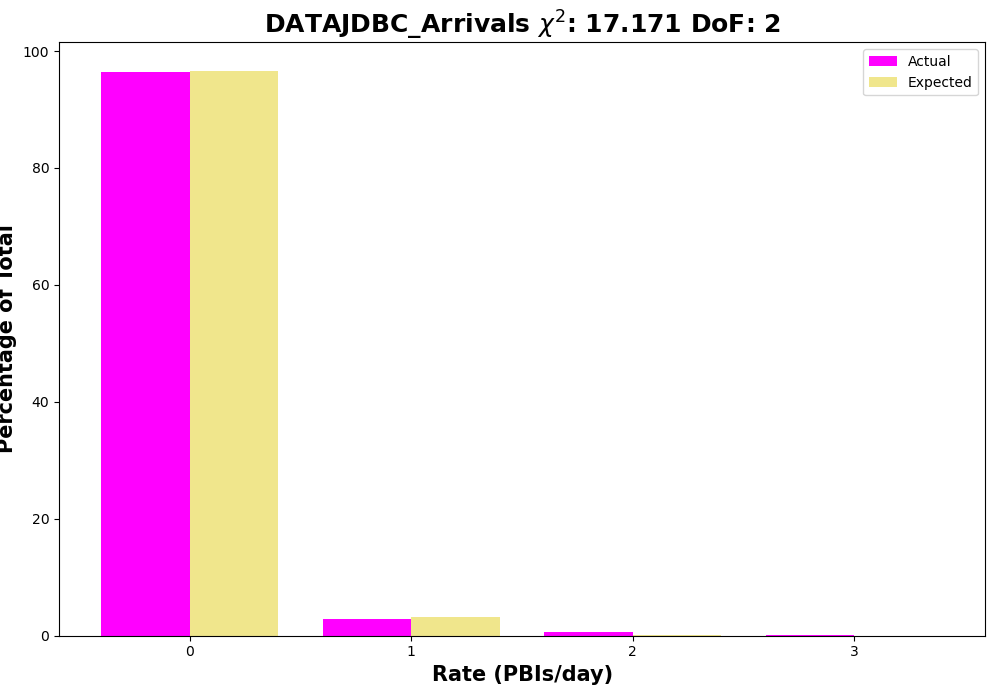 DATAJDBC_Arrivals χ²: 17.171 DoF: 2
Actual
Expected
100
80
60
40
20
0
Percentage of Total
0 1 2 3
Rate (PBIs/day)